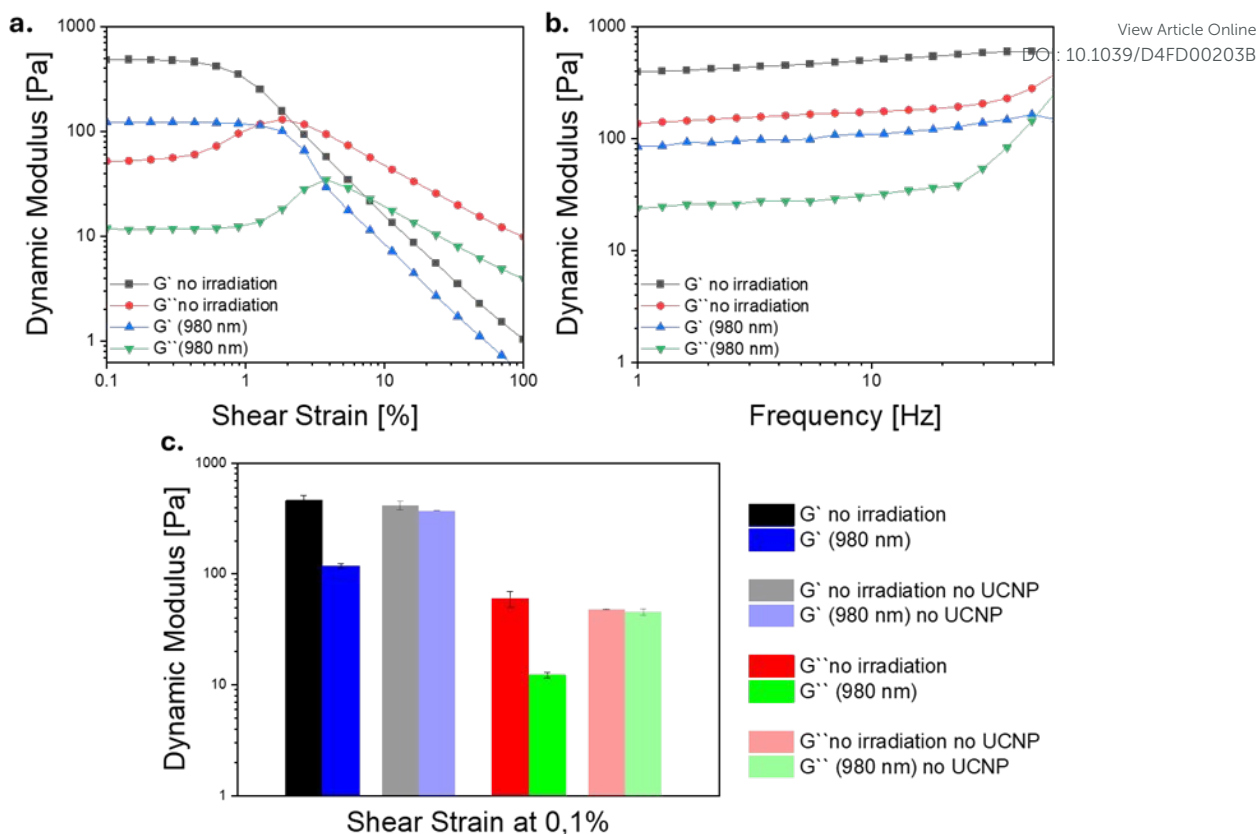 View Article Online
DOI: 10.1039/D4FD00203B
a.
Dynamic Modulus [Pa]
1000
100
10
1
G` no irradiation
G`` no irradiation
G` (980 nm)
G`` (980 nm)
0.1
1
10
100
Shear Strain [%]
b.
Dynamic Modulus [Pa]
1000
100
10
1
G` no irradiation
G`` no irradiation
G` (980 nm)
G`` (980 nm)
1
10
Frequency [Hz]
c.
Dynamic Modulus [Pa]
1000
100
10
1
Shear Strain at 0,1%
G` no irradiation
G` (980 nm)
G` no irradiation no UCNP
G` (980 nm) no UCNP
G`` no irradiation
G`` (980 nm)
G`` no irradiation no UCNP
G`` (980 nm) no UCNP